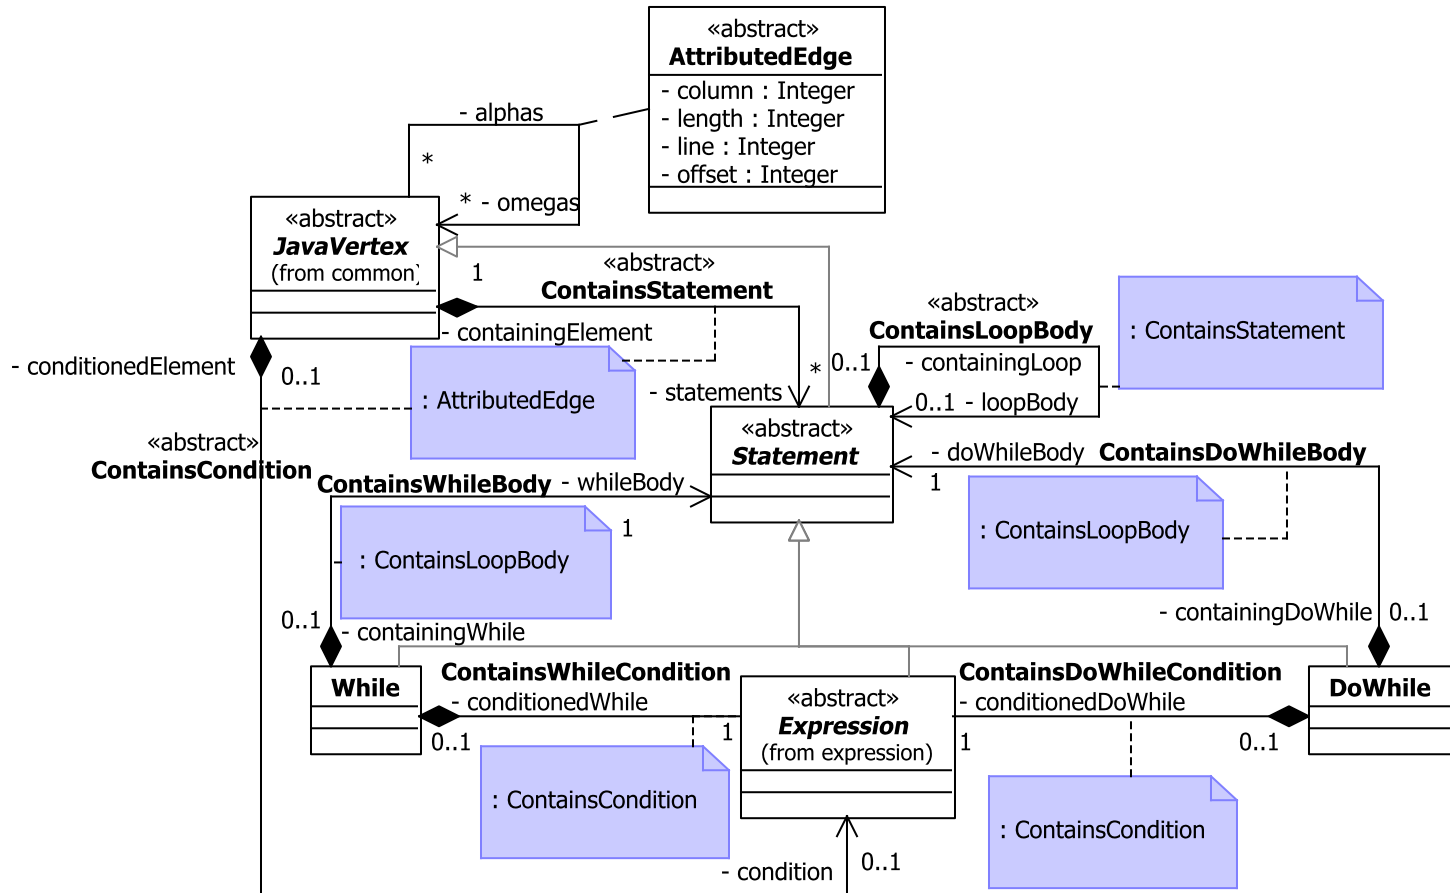 «abstract»
AttributedEdge
- column : Integer
- length : Integer
- line : Integer
- offset : Integer
- alphas
*
* - omegas
«abstract»
JavaVertex
(from common)
1
«abstract»
ContainsStatement
- containingElement
«abstract»
ContainsLoopBody
: ContainsStatement
- conditionedElement
0..1
: AttributedEdge
*
0..1
- containingLoop
- statements
0..1 - loopBody
«abstract»
ContainsCondition
«abstract»
Statement
- doWhileBody
ContainsDoWhileBody
1
ContainsWhileBody
- whileBody
1
: ContainsLoopBody
: ContainsLoopBody
0..1
- containingWhile
- containingDoWhile
0..1
While
ContainsWhileCondition
- conditionedWhile
0..1
1
«abstract»
Expression
(from expression)
ContainsDoWhileCondition
- conditionedDoWhile
1
0..1
DoWhile
: ContainsCondition
: ContainsCondition
- condition
0..1